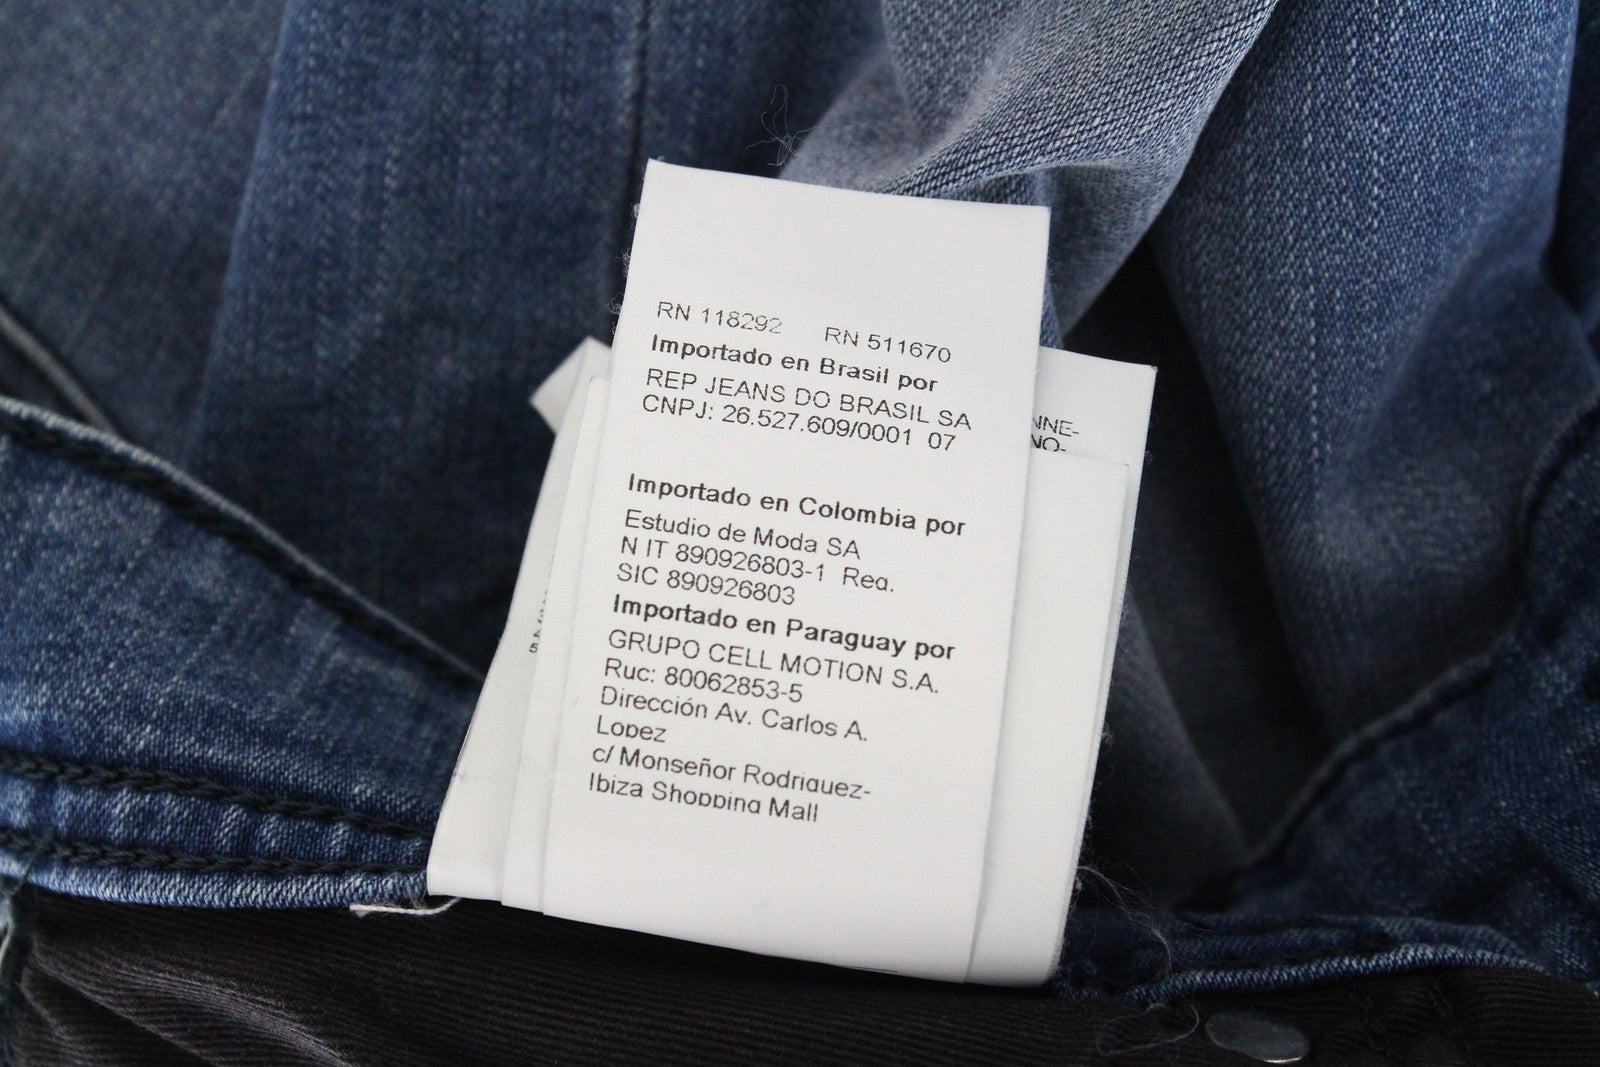 RN 118292 RN 511670
Importado en Brasil por
REP JEANS DO BRASIL SA
CNPJ: 26.527.609/0001 07
Importado en Colombia por
Estudio de Moda SA
N IT 890926803-1 Reg.
SIC 890926803
Importado en Paraguay por
GRUPO CELL MOTION S.A.
Ruc: 80062853-5
Dirección Av. Carlos A.
Lopez
c/ Monseñor Rodriguez-
Ibiza Shopping Mall